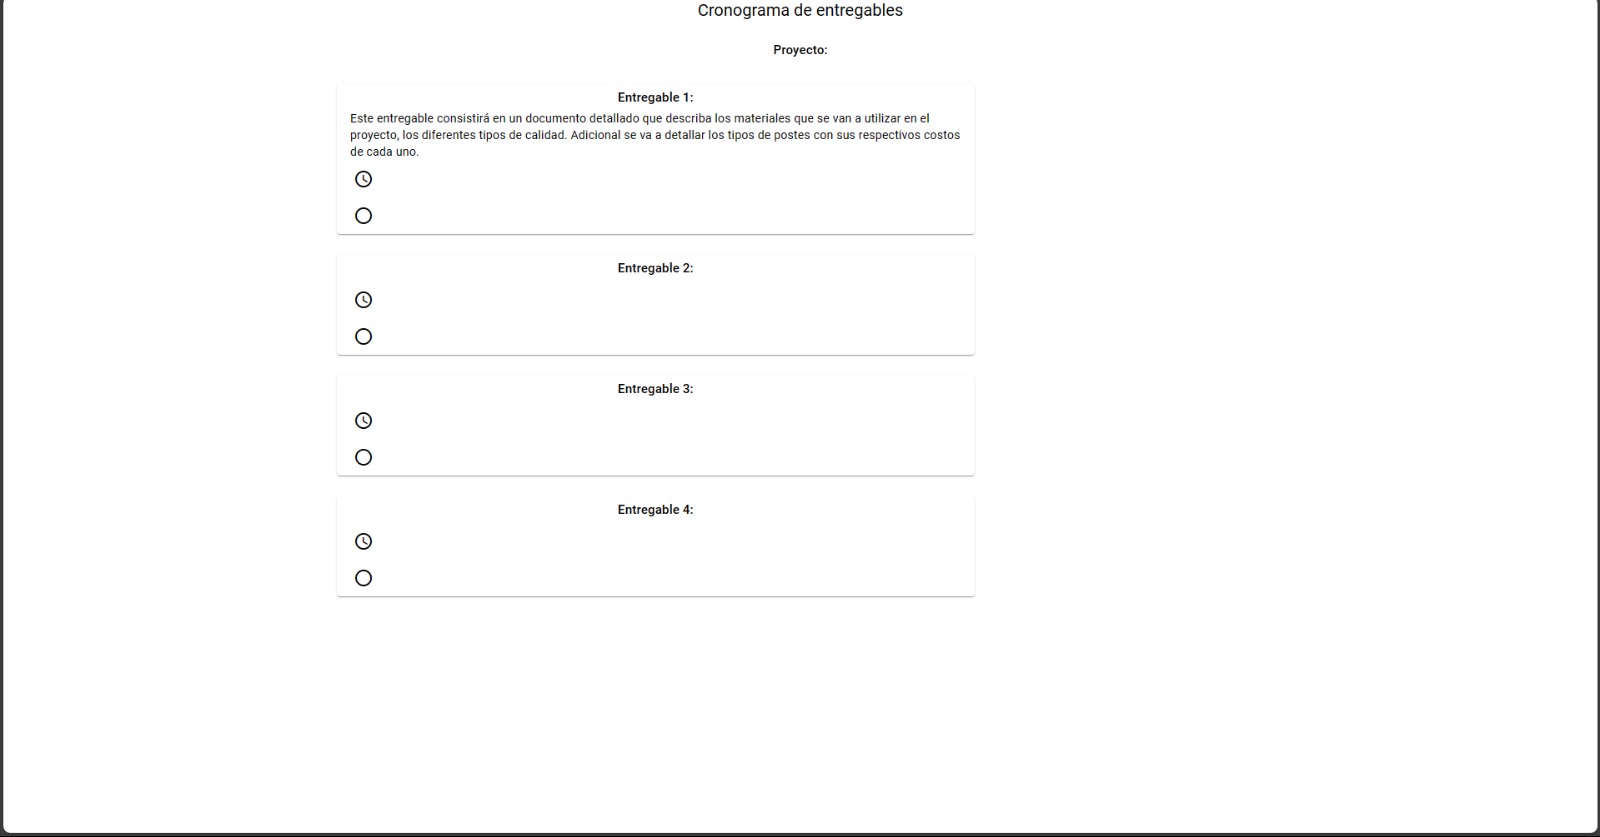 Cronograma de entregables
Proyecto:
Entregable 1:
Este entregable consistirá en un documento detallado que describa los materiales que se van a utilizar en el
proyecto, los diferentes tipos de calidad. Adicional se va a detallar los tipos de postes con sus respectivos costos
de cada uno.
Entregable 2:
Entregable 3:
Entregable 4: